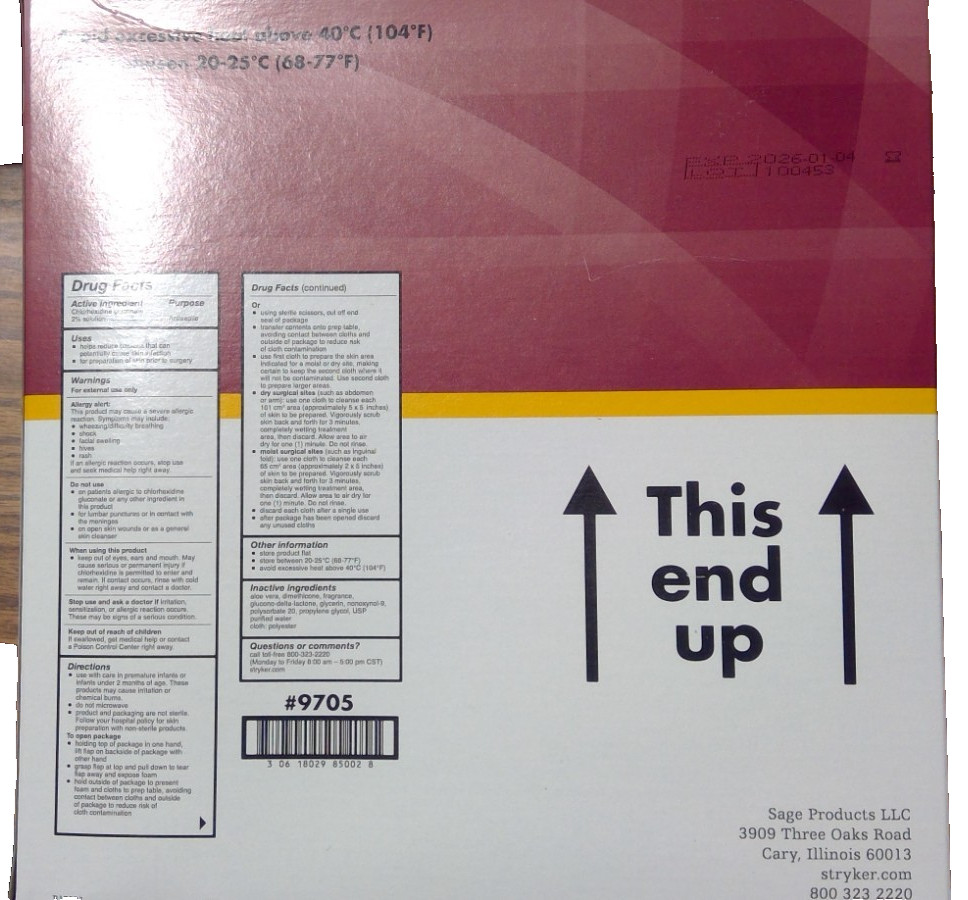 excessive heat above 40°C (104°F)
20-25°C (68-77°F)
EXP 2026-01-04
LOT 100453
Drug Facts
Active ingredient Purpose
Chlorhexidine
2% solution
Uses
• helps reduce bacteria that can
potentially cause skin infection
• for preparation of skin prior to surgery
Warnings
For external use only
Allergy alert:
This product may cause a severe allergic
reaction. Symptoms may include:
• wheezing/difficulty breathing
• shock
• facial swelling
• hives
• rash
If an allergic reaction occurs, stop use
and seek medical help right away.
Do not use
• on patients allergic to chlorhexidine
gluconate or any other ingredient in
this product
• for lumbar punctures or in contact with
the meninges
• on open skin wounds or as a general
skin cleanser
When using this product
• keep out of eyes, ears and mouth. May
cause serious or permanent injury if
chlorhexidine is permitted to enter and
remain. If contact occurs, rinse with cold
water right away and contact a doctor.
Stop use and ask a doctor if irritation,
sensitization, or allergic reaction occurs.
These may be signs of a serious condition.
Keep out of reach of children
If swallowed, get medical help or contact
a Poison Control Center right away.
Directions
• use with care in premature infants or
infants under 2 months of age. These
products may cause irritation or
chemical burns.
• do not microwave
• product and packaging are not sterile.
Follow your hospital policy for skin
preparation with non-sterile products.
To open package
• holding top of package in one hand,
lift flap on backside of package with
other hand
• grasp flap at top and pull down to tear
flap away and expose foam
• hold outside of package to present
foam and cloths to prep table, avoiding
contact between cloths and outside
of package to reduce risk of
cloth contamination
Drug Facts (continued)
Or
• using sterile scissors, cut off end
seal of package
• transfer contents onto prep table,
avoiding contact between cloths and
outside of package to reduce risk
of cloth contamination
• use first cloth to prepare the skin area
indicated for a moist or dry site, making
certain to keep the second cloth where it
will not be contaminated. Use second cloth
to prepare larger areas.
• dry surgical sites (such as abdomen
or arm): use one cloth to cleanse each
161 cm² area (approximately 5 x 5 inches)
of skin to be prepared. Vigorously scrub
skin back and forth for 3 minutes,
completely wetting treatment
area, then discard. Allow area to air
dry for one (1) minute. Do not rinse.
• moist surgical sites (such as inguinal
fold): use one cloth to cleanse each
65 cm² area (approximately 2 x 5 inches)
of skin to be prepared. Vigorously scrub
skin back and forth for 3 minutes,
completely wetting treatment area,
then discard. Allow area to air dry for
one (1) minute. Do not rinse.
• discard each cloth after a single use
• after package has been opened discard
any unused cloths
Other information
• store product flat
• store between 20-25°C (68-77°F)
• avoid excessive heat above 40°C (104°F)
Inactive ingredients
aloe vera, dimethicone, fragrance,
glucono-delta-lactone, glycerin, nonoxynol-9,
polysorbate 20, propylene glycol, USP
purified water
cloth: polyester
Questions or comments?
call toll-free 800-323-2220
(Monday to Friday 8:00 am – 5:00 pm CST)
stryker.com
#9705
3 06 18029 85002 8
This
end
up
Sage Products LLC
3909 Three Oaks Road
Cary, Illinois 60013
stryker.com
800 323 2220